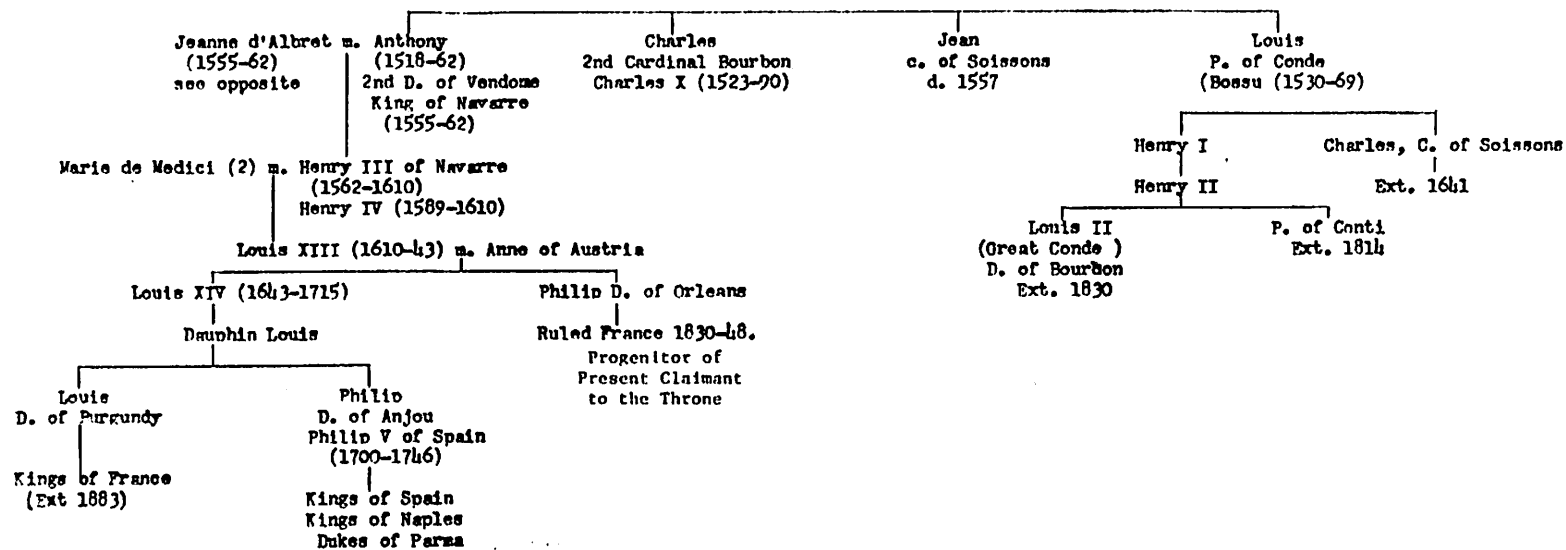 Jeanne d'Albret m. Anthony
(1555-62)
see opposite
(1518-62)
2nd D. of Vendome
King of Navarre
(1555-62)
Charles
2nd Cardinal Bourbon
Charles X (1523-90)
Jean
c. of Soissons
d. 1557
Louis
P. of Conde
(Bossu (1530-69)
Henry I
Charles, C. of Soissons
Henry II
Ext. 1641
Louis II
(Great Conde )
D. of Bourbon
Ext. 1830
P. of Conti
Ext. 1814
Marie de Medici (2) m. Henry III of Navarre
(1562-1610)
Henry IV (1589-1610)
Louis XIII (1610-43) m. Anne of Austria
Louis XIV (1643-1715)
Philip D. of Orleans
Dauphin Louis
Ruled France 1830-48.
Progenitor of
Present Claimant
to the Throne
Louis
D. of Purgundy
Philip
D. of Anjou
Philip V of Spain
(1700-1746)
Kings of France
(Ext 1883)
Kings of Spain
Kings of Naples
Dukes of Parma